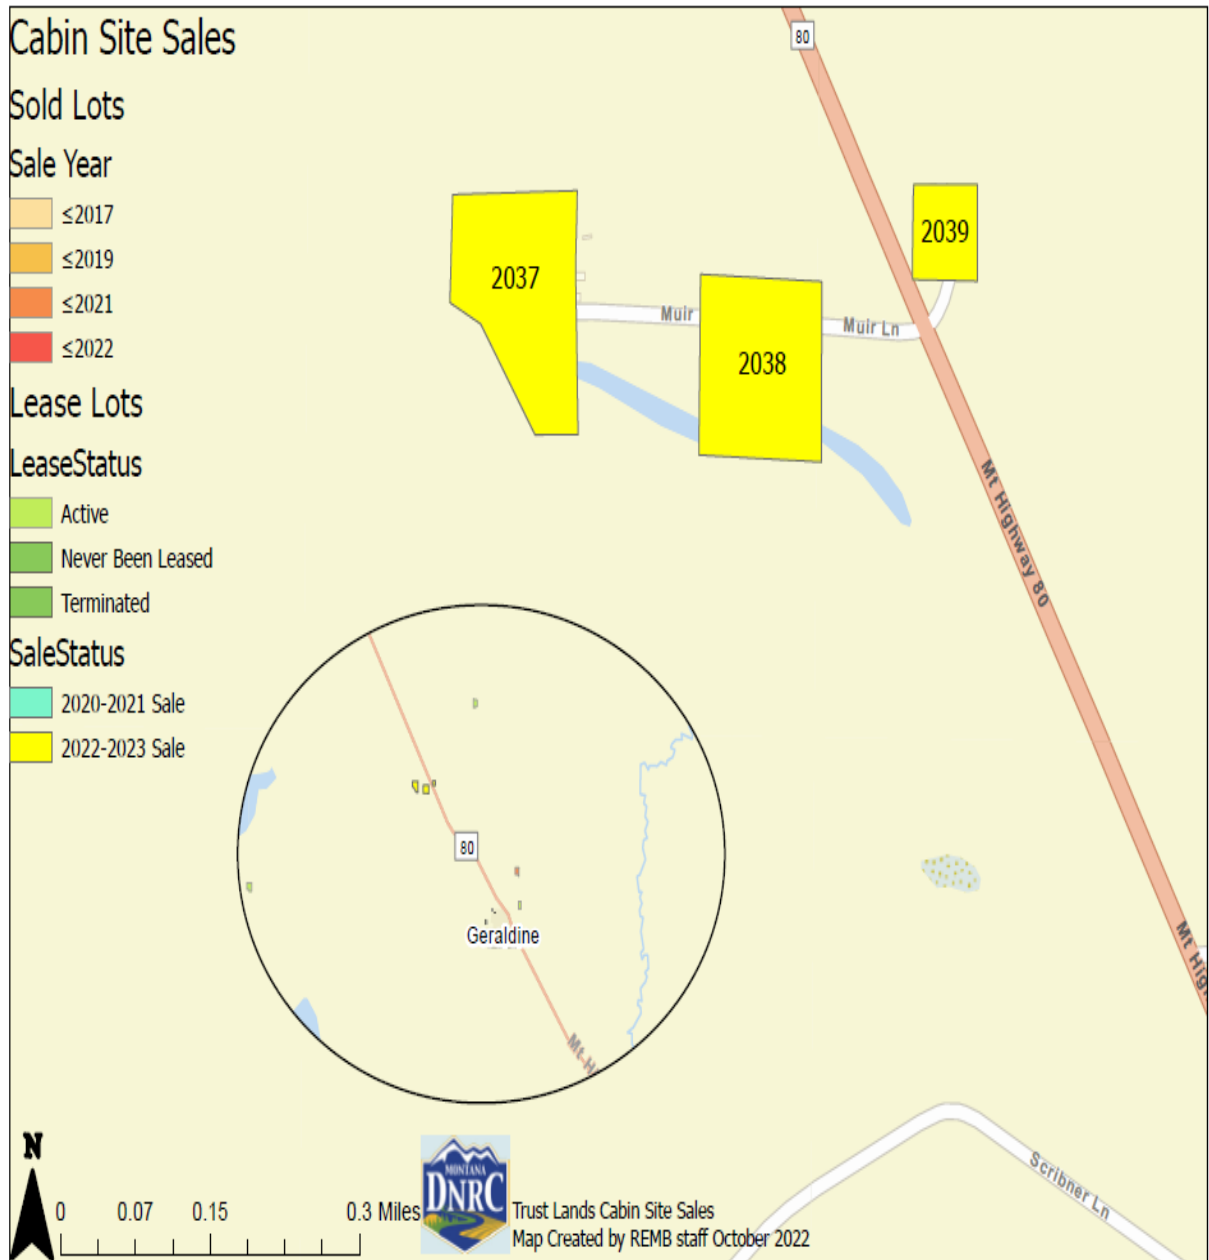 Cabin Site Sales
Sold Lots
Sale Year
≤2017
≤2019
≤2021
≤2022
Lease Lots
LeaseStatus
Active
Never Been Leased
Terminated
SaleStatus
2020-2021 Sale
2022-2023 Sale
80
2039
2037
Muir
Muir Ln
2038
Mt Highway 80
80
Geraldine
Mt H
Mt High
Scribner Ln
N
0 0.07 0.15 0.3 Miles
MONTANA
DNRC
Trust Lands Cabin Site Sales
Map Created by REMB staff October 2022